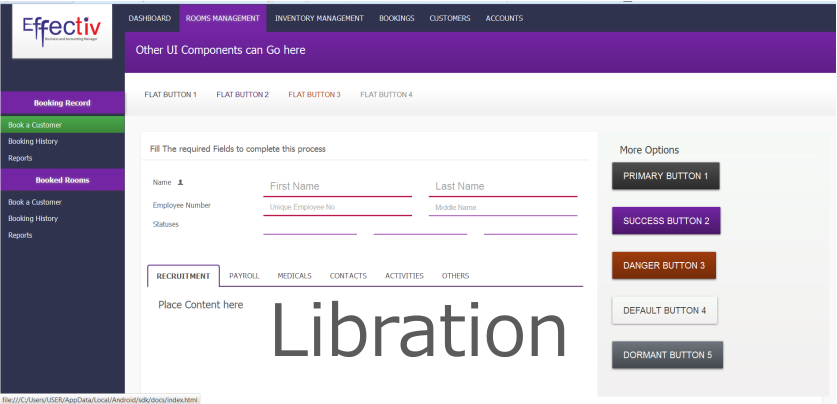 Effectiv
Business and Accounting Manager
DASHBOARD ROOMS MANAGEMENT INVENTORY MANAGEMENT BOOKINGS CUSTOMERS ACCOUNTS
Other UI Components can Go here
FLAT BUTTON 1 FLAT BUTTON 2 FLAT BUTTON 3 FLAT BUTTON 4
Booking Record
Book a Customer
Booking History
Reports
Booked Rooms
Book a Customer
Booking History
Reports
Fill The required Fields to complete this process
Name First Name Last Name
Employee Number Unique Employee No Middle Name
Statuses
RECRUITMENT PAYROLL MEDICALS CONTACTS ACTIVITIES OTHERS
Place Content here
Libration
More Options
PRIMARY BUTTON 1
SUCCESS BUTTON 2
DANGER BUTTON 3
DEFAULT BUTTON 4
DORMANT BUTTON 5
file:///C:/Users/USER/AppData/Local/Android/sdk/docs/index.html